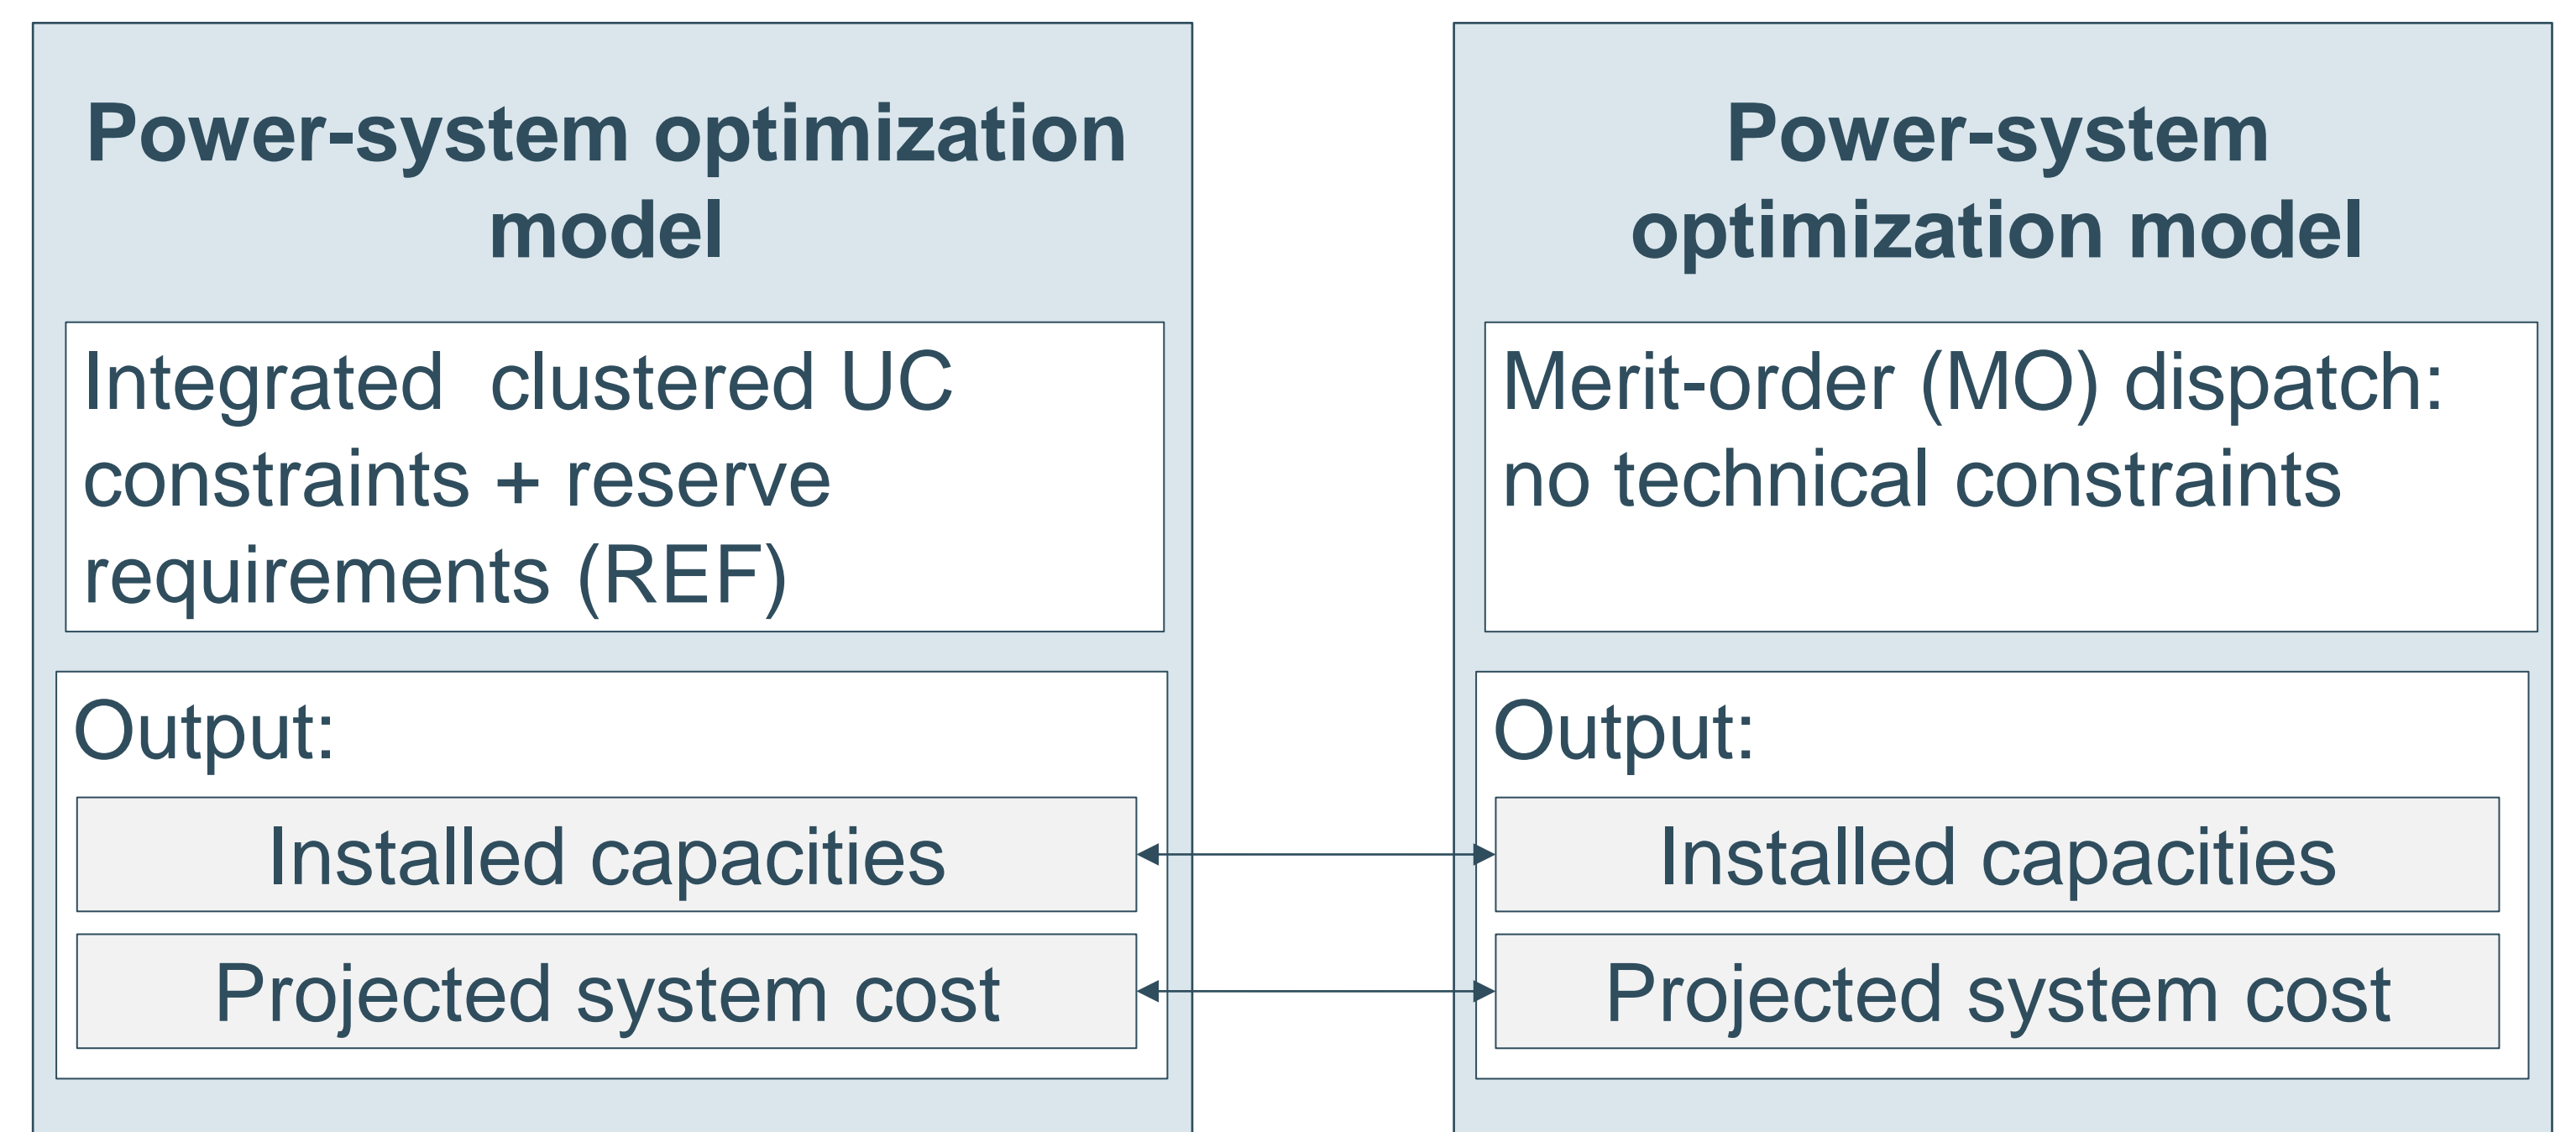 Power-system optimization
model
Integrated  clustered UC
constraints + reserve
requirements (REF)
Output:
Installed capacities
Projected system cost
Power-system
optimization model
Merit-order (MO) dispatch:
no technical constraints
Output:
Installed capacities
Projected system cost